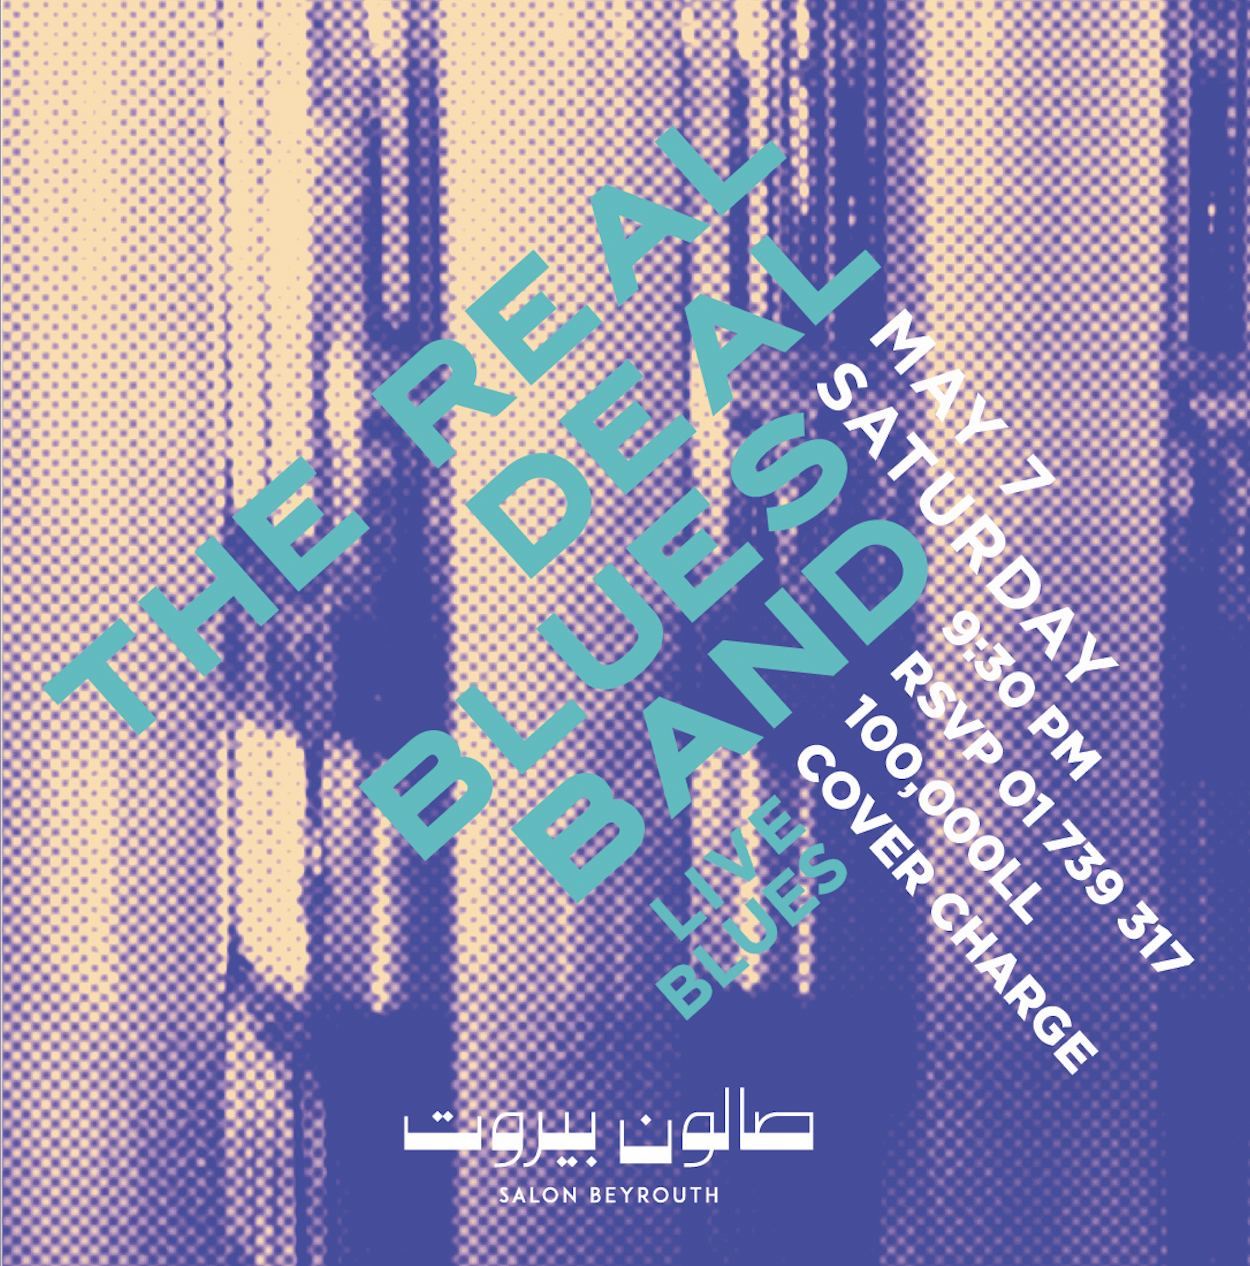 THE REAL
DEAL
BLUES
BAND
LIVE
BLUES
MAY 7
SATURDAY
9:30 PM
RSVP 01 739 317
100,000LL
COVER CHARGE
صالون بيروت
SALON BEYROUTH